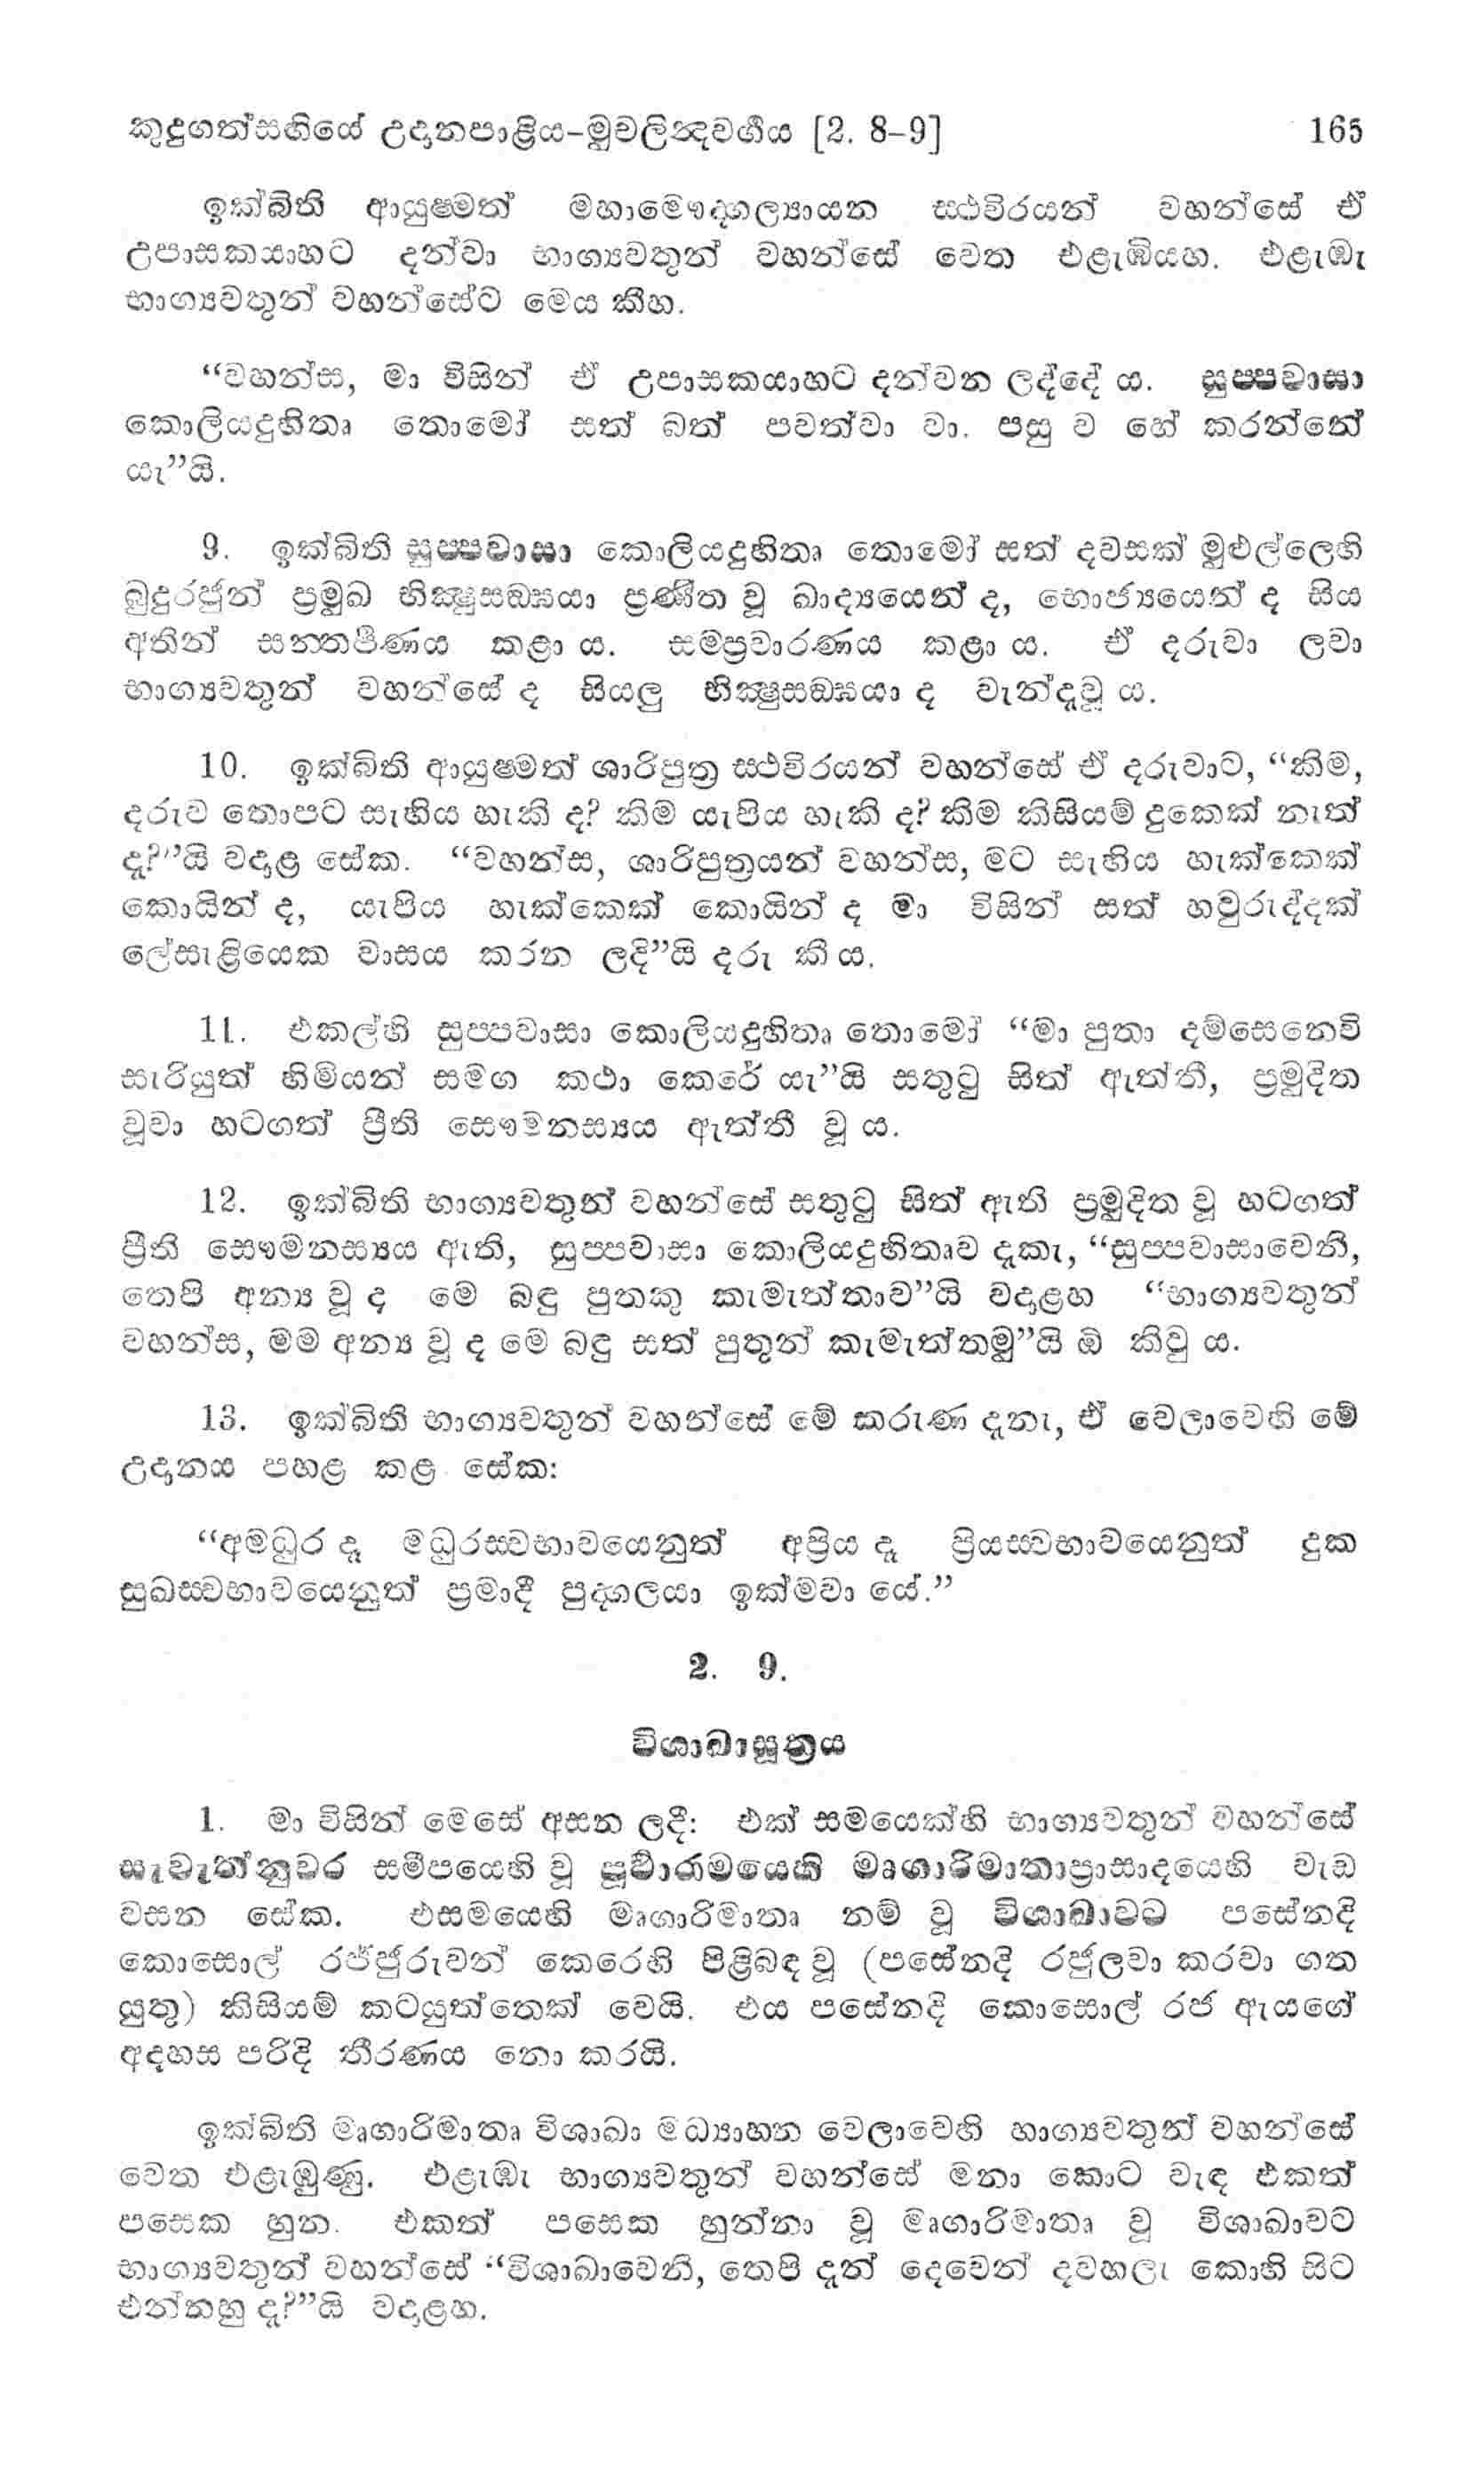 කුදුගත්සඟියේ උදානපාළිය-මුචලින්‍දවර්‍ගය [2. 8-9] 165
ඉක්බිති ආයුෂ්මත් මහාමෞද්ගල්‍යායන ස්ථවිරයන් වහන්සේ ඒ
උපාසකයාහට දන්වා භාග්‍යවතුන් වහන්සේ වෙත එළැඹියහ. එළැඹැ
භාග්‍යවතුන් වහන්සේට මෙය කීහ.
“වහන්ස, මා විසින් ඒ උපාසකයාහට දන්වන ලද්දේ ය. සුප්පවාසා
කොලියදුහිතෘ තොමෝ සත් බත් පවත්වා වා. පසු ව හේ කරන්නේ
යැ”යි.
9. ඉක්බිති සුප්පවාසා කොලියදුහිතෘ තොමෝ සත් දවසක් මුළුල්ලෙහි
බුදුරජුන් ප්‍රමුඛ භික්‍ෂුසඞ්ඝයා ප්‍රණීත වූ ඛාද්‍යයෙන් ද, භොජ්‍යයෙන් ද සිය
අතින් සන්තර්පණය කළා ය. සම්ප්‍රවාරණය කළා ය. ඒ දරුවා ලවා
භාග්‍යවතුන් වහන්සේ ද සියලු භික්‍ෂුසඞ්ඝයා ද වැන්දැවූ ය.
10. ඉක්බිති ආයුෂ්මත් ශාරිපුත්‍ර ස්ථවිරයන් වහන්සේ ඒ දරුවාට, “කිම,
දරුව තොපට සැහිය හැකි ද? කිම යැපිය හැකි ද? කිම කිසියම් දුකෙක් නැත්
දැ?”යි වදාළ සේක. “වහන්ස, ශාරිපුත්‍රයන් වහන්ස, මට සැහිය හැක්කෙක්
කොයින් ද, යැපිය හැක්කෙක් කොයින් ද මා විසින් සත් හවුරුද්දක්
ලේසැළියෙක වාසය කරන ලදි”යි දරු කී ය.
11. එකල්හි සුප්පවාසා කොලියදුහිතෘ තොමෝ “මා පුතා දම්සෙනෙවි
සැරියුත් හිමියන් සමග කථා කෙරේ යැ”යි සතුටු සිත් ඇත්තී, ප්‍රමුදිත
වූවා හටගත් ප්‍රීති සෞමනස්‍යය ඇත්තී වූ ය.
12. ඉක්බිති භාග්‍යවතුන් වහන්සේ සතුටු සිත් ඇති ප්‍රමුදිත වූ හටගත්
ප්‍රීති සෞමනස්‍යය ඇති, සුප්පවාසා කොලියදුහිතෘව දැකැ, “සුප්පවාසාවෙනි,
තෙපි අන්‍ය වූ ද මෙ බඳු පුතකු කැමැත්තාව”යි වදාළහ “භාග්‍යවතුන්
වහන්ස, මම අන්‍ය වූ ද මෙ බඳු සත් පුතුන් කැමැත්තමු”යි ඕ කිවු ය.
13. ඉක්බිති භාග්‍යවතුන් වහන්සේ මේ කරුණ දැනැ, ඒ වෙලාවෙහි මේ
උදානය පහළ කළ සේක:
“අමධුර දෑ මධුරස්වභාවයෙනුත් අප්‍රිය දෑ ප්‍රියස්වභාවයෙනුත් දුක
සුඛස්වභාවයෙනුත් ප්‍රමාදී පුද්ගලයා ඉක්මවා යේ.”
2. 9.
විශාඛාසූත්‍රය
1. මා විසින් මෙසේ අසන ලදී: එක් සමයෙක්හි භාග්‍යවතුන් වහන්සේ
සැවැත්නුවර සමීපයෙහි වූ පූර්‍වාරාමයෙහි මෘගාරමාතාප්‍රාසාදයෙහි වැඩ
වසන සේක. එසමයෙහි මෘගාරිමාතෘ නම් වූ විශාඛාවට පසේනදි
කොසොල් රජ්ජුරුවන් කෙරෙහි පිළිබඳ වූ (පසේනදි රජුලවා කරවා ගත
යුතු) කිසියම් කටයුත්තෙක් වෙයි. එය පසේනදි කොසොල් රජ ඇයගේ
අදහස පරිදි තීරණය නො කරයි.
ඉක්බිති මෘගාරිමාතෘ විශාඛා මධ්‍යාහ්න වෙලාවෙහි භාග්‍යවතුන් වහන්සේ
වෙත එළැඹුණු. එළැඹැ භාග්‍යවතුන් වහන්සේ මනා කොට වැඳ එකත්
පසෙක හුන. එකත් පසෙක හුන්නා වූ මෘගාරිමාතෘ වූ විශාඛාවට
භාග්‍යවතුන් වහන්සේ “විශාඛාවෙනි, තෙපි දැන් දෙවෙන් දවහලැ කොහි සිට
එන්නහු දැ?”යි වදාළහ.